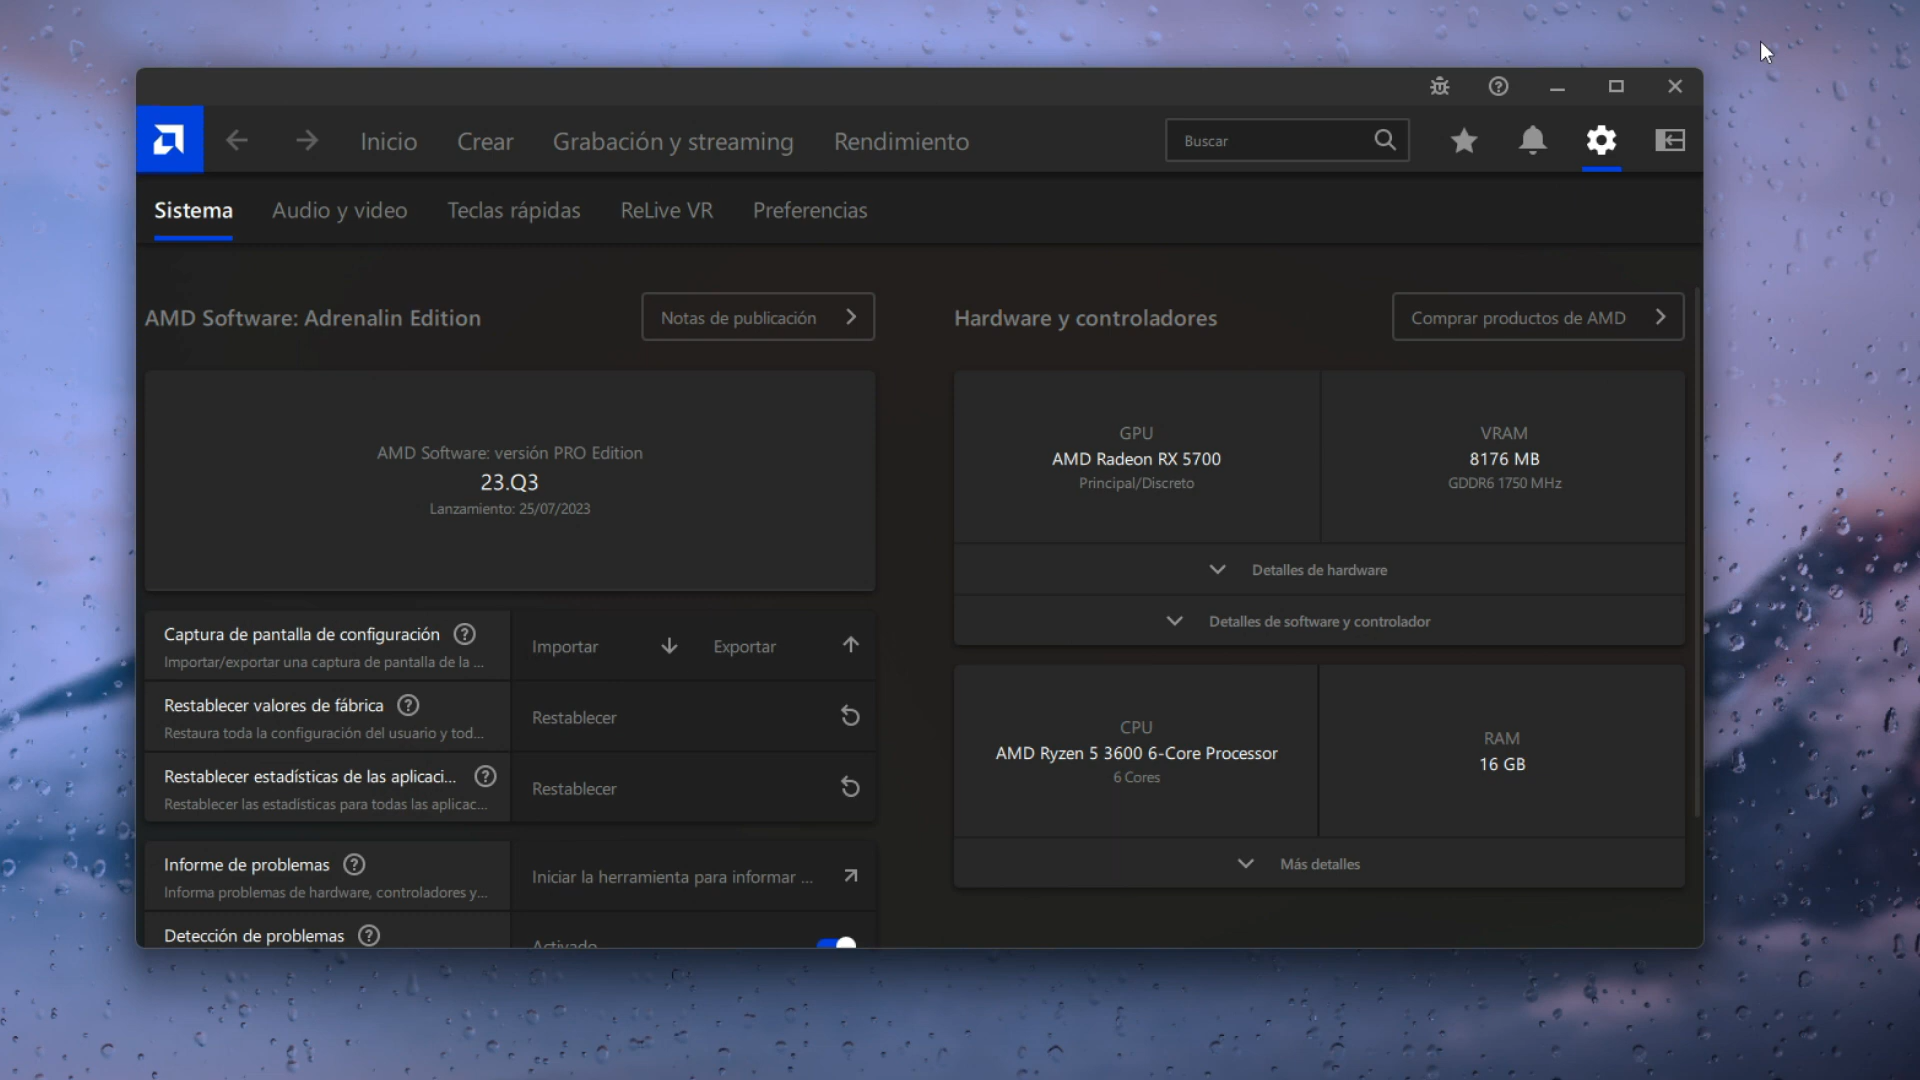 Inicio
Crear
Grabación y streaming
Rendimiento
Buscar
Sistema
Audio y video
Teclas rápidas
ReLive VR
Preferencias
AMD Software: Adrenalin Edition
Notas de publicación
AMD Software: versión PRO Edition
23.Q3
Lanzamiento: 25/07/2023
Captura de pantalla de configuración
Importar/exportar una captura de pantalla de la ...
Importar
Exportar
Restablecer valores de fábrica
Restaura toda la configuración del usuario y tod...
Restablecer
Restablecer estadísticas de las aplicaci...
Restablecer las estadísticas para todas las aplicac...
Restablecer
Informe de problemas
Informa problemas de hardware, controladores y...
Iniciar la herramienta para informar ...
Detección de problemas
Activado
Hardware y controladores
Comprar productos de AMD
GPU
AMD Radeon RX 5700
Principal/Discreto
VRAM
8176 MB
GDDR6 1750 MHz
Detalles de hardware
Detalles de software y controlador
CPU
AMD Ryzen 5 3600 6-Core Processor
6 Cores
RAM
16 GB
Más detalles